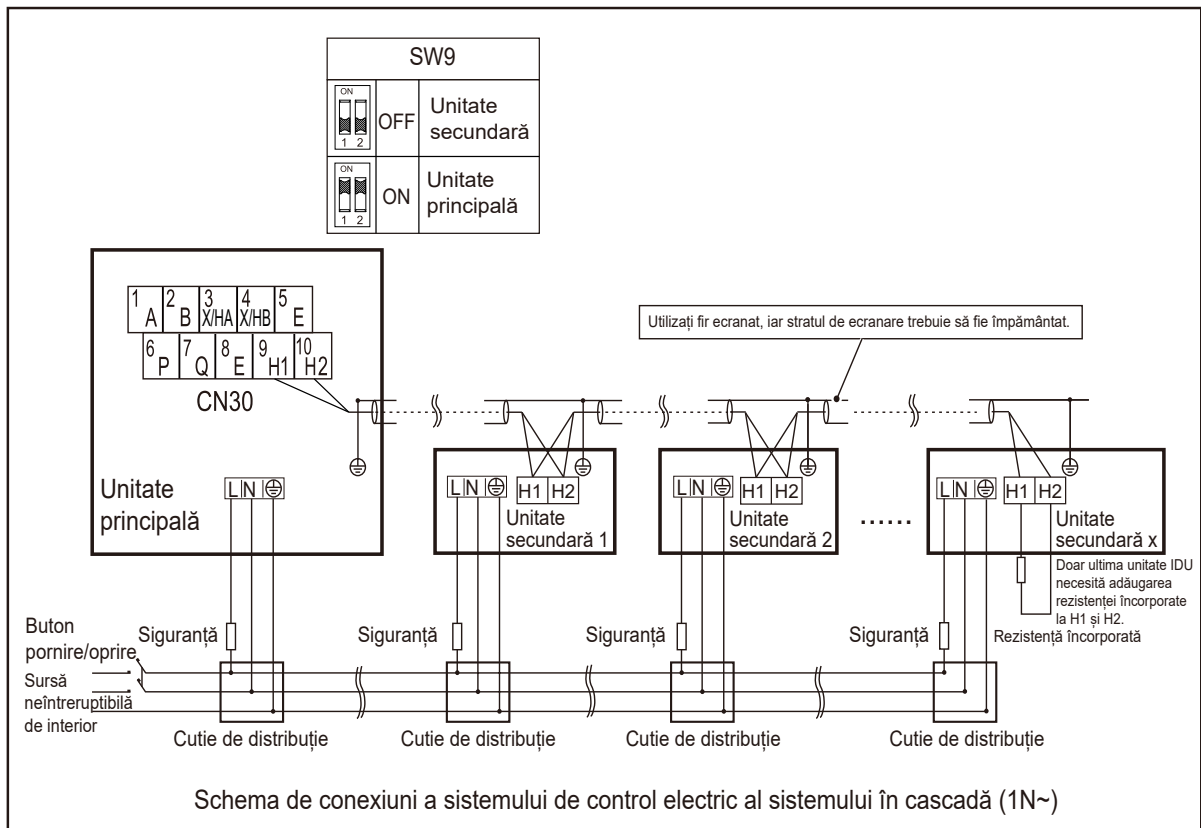 SW9
ON
1 2
OFF
Unitate
secundară
ON
1 2
ON
Unitate
principală
1 A 2 B 3 X/HA 4 X/HB 5 E
6 P 7 Q 8 E 9 H1 10 H2
CN30
Utilizați fir ecranat, iar stratul de ecranare trebuie să fie împământat.
Unitate
principală
L N
L N
H1 H2
Unitate
secundară 1
L N
H1 H2
Unitate
secundară 2
......
L N
H1 H2
Unitate
secundară x
Doar ultima unitate IDU
necesită adăugarea
rezistenței încorporate
la H1 și H2.
Rezistență încorporată
Buton
pornire/oprire
Sursă
neîntreruptibilă
de interior
Siguranță
Siguranță
Siguranță
Siguranță
Cutie de distribuție
Cutie de distribuție
Cutie de distribuție
Cutie de distribuție
Schema de conexiuni a sistemului de control electric al sistemului în cascadă (1N~)